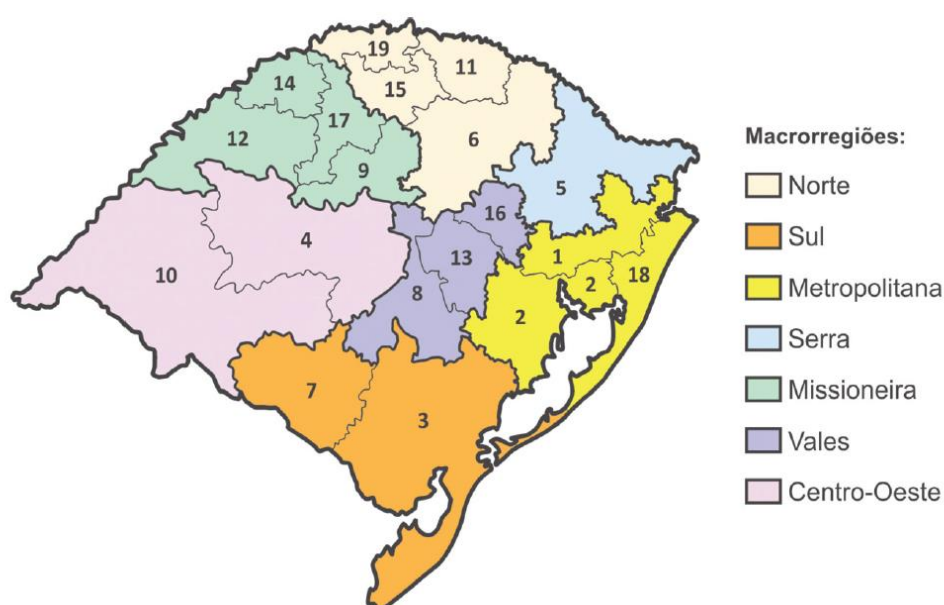 19
11
14
15
17
12
6
9
5
16
4
13
1
10
18
2
8
2
7
3
Macrorregiões:
Norte
Sul
Metropolitana
Serra
Missioneira
Vales
Centro-Oeste